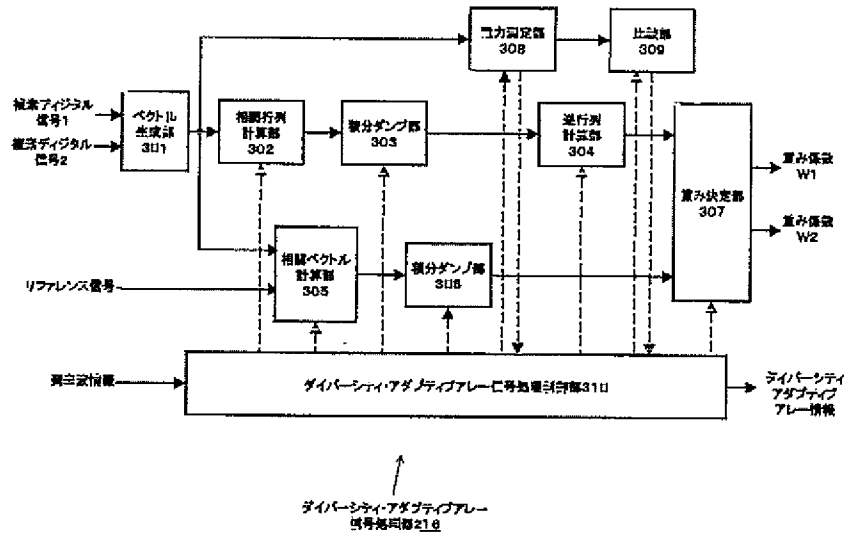 電力測定部
308
比較部
309
複素ディジタル
信号1
複素ディジタル
信号2
ベクトル
生成部
301
相関行列
計算部
302
積分ダンプ部
303
逆行列
計算部
304
重み決定部
307
重み係数
W1
重み係数
W2
リファレンス信号
相関ベクトル
計算部
305
積分ダンプ部
306
ダイバーシティ・アダプティブアレー信号処理制御部310
ダイバーシティ
アダプティブ
アレー情報
ダイバーシティ・アダプティブアレー
信号処理部216